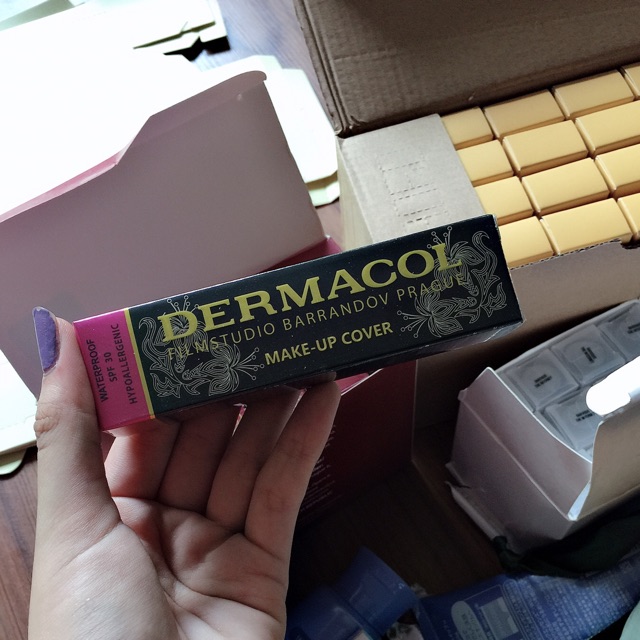 WATERPROOF
SPF 30
HYPOALLERGENIC
DERMACOL
FILMSTUDIO BARRANDOV PRAGUE
MAKE-UP COVER